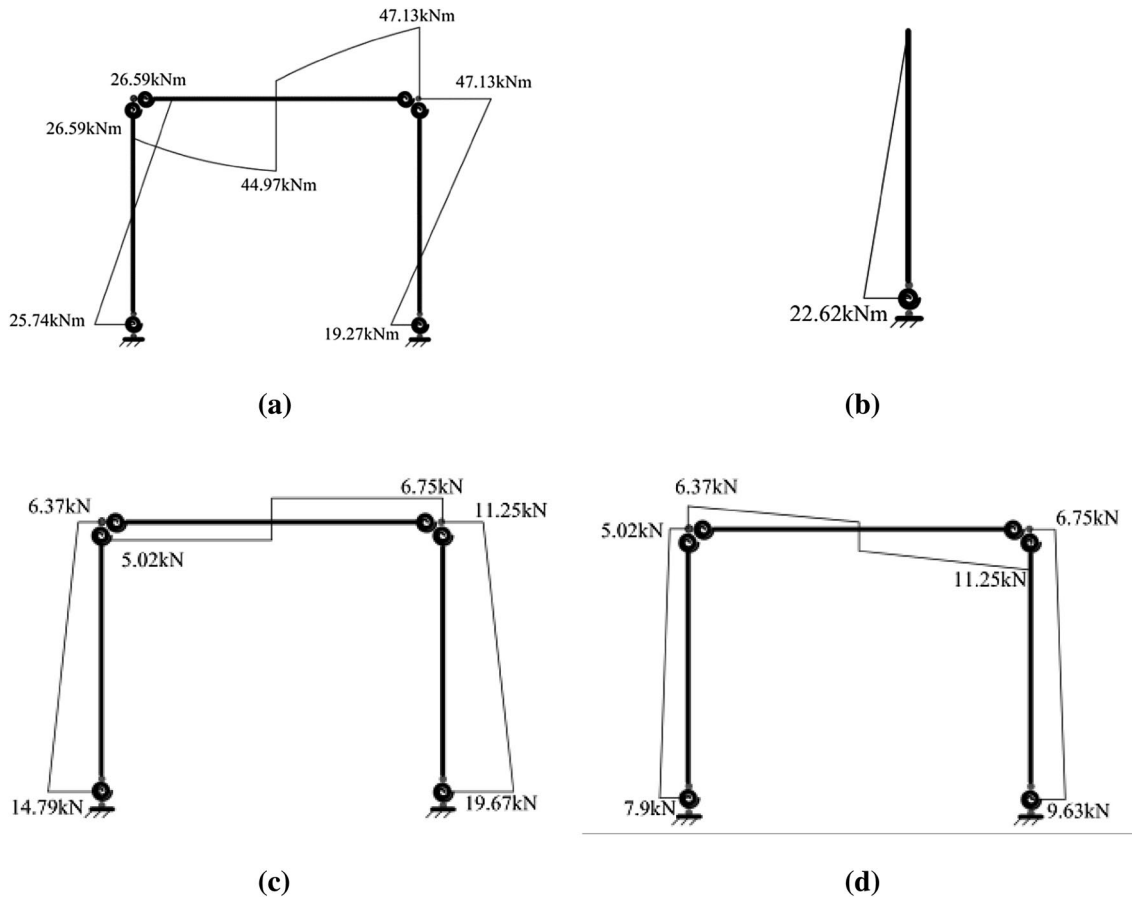 47.13kNm
26.59kNm
47.13kNm
26.59kNm
44.97kNm
25.74kNm
19.27kNm
22.62kNm
(a)
(b)
6.37kN
6.75kN
11.25kN
5.02kN
14.79kN
19.67kN
6.37kN
5.02kN
6.75kN
11.25kN
7.9kN
9.63kN
(c)
(d)